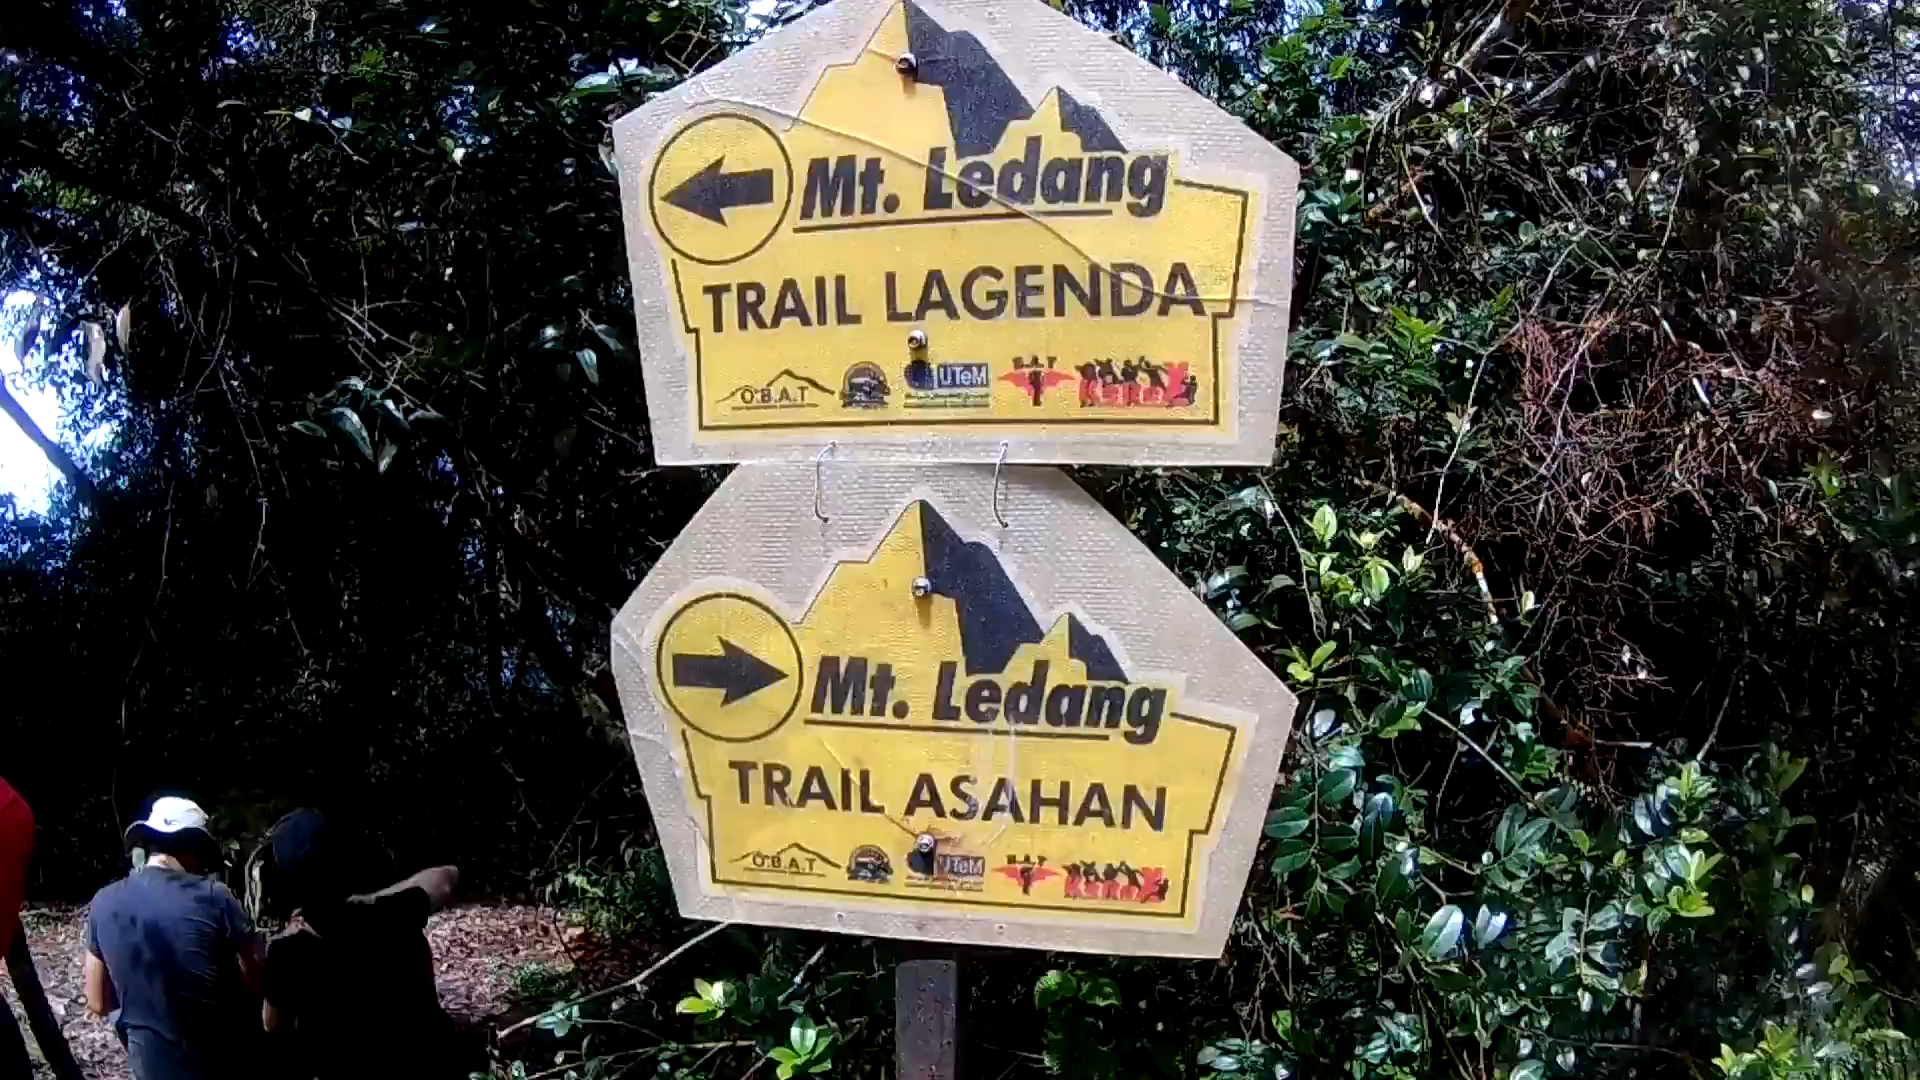 Mt. Ledang
TRAIL LAGENDA
O.B.A.T UTeM B.A.T
Mt. Ledang
TRAIL ASAHAN
O.B.A.T UTeM B.A.T